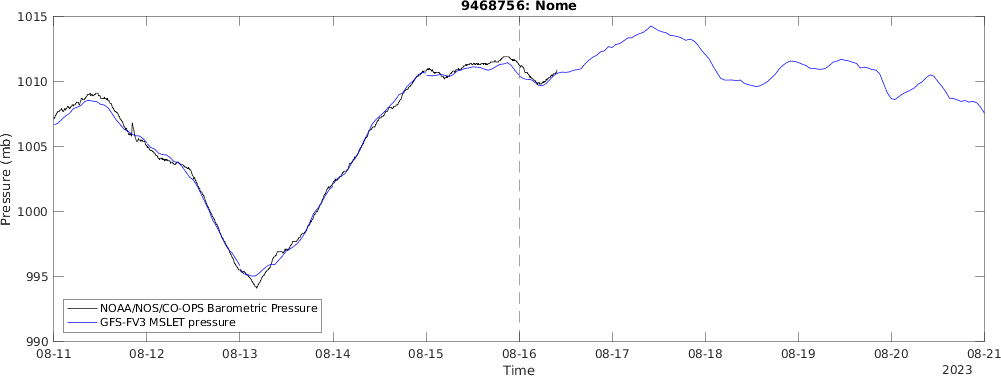 9468756: Nome
1015
1010
1005
1000
995
990
Pressure (mb)
NOAA/NOS/CO-OPS Barometric Pressure
GFS-FV3 MSLET pressure
08-11 08-12 08-13 08-14 08-15 08-16 08-17 08-18 08-19 08-20 08-21
Time
2023